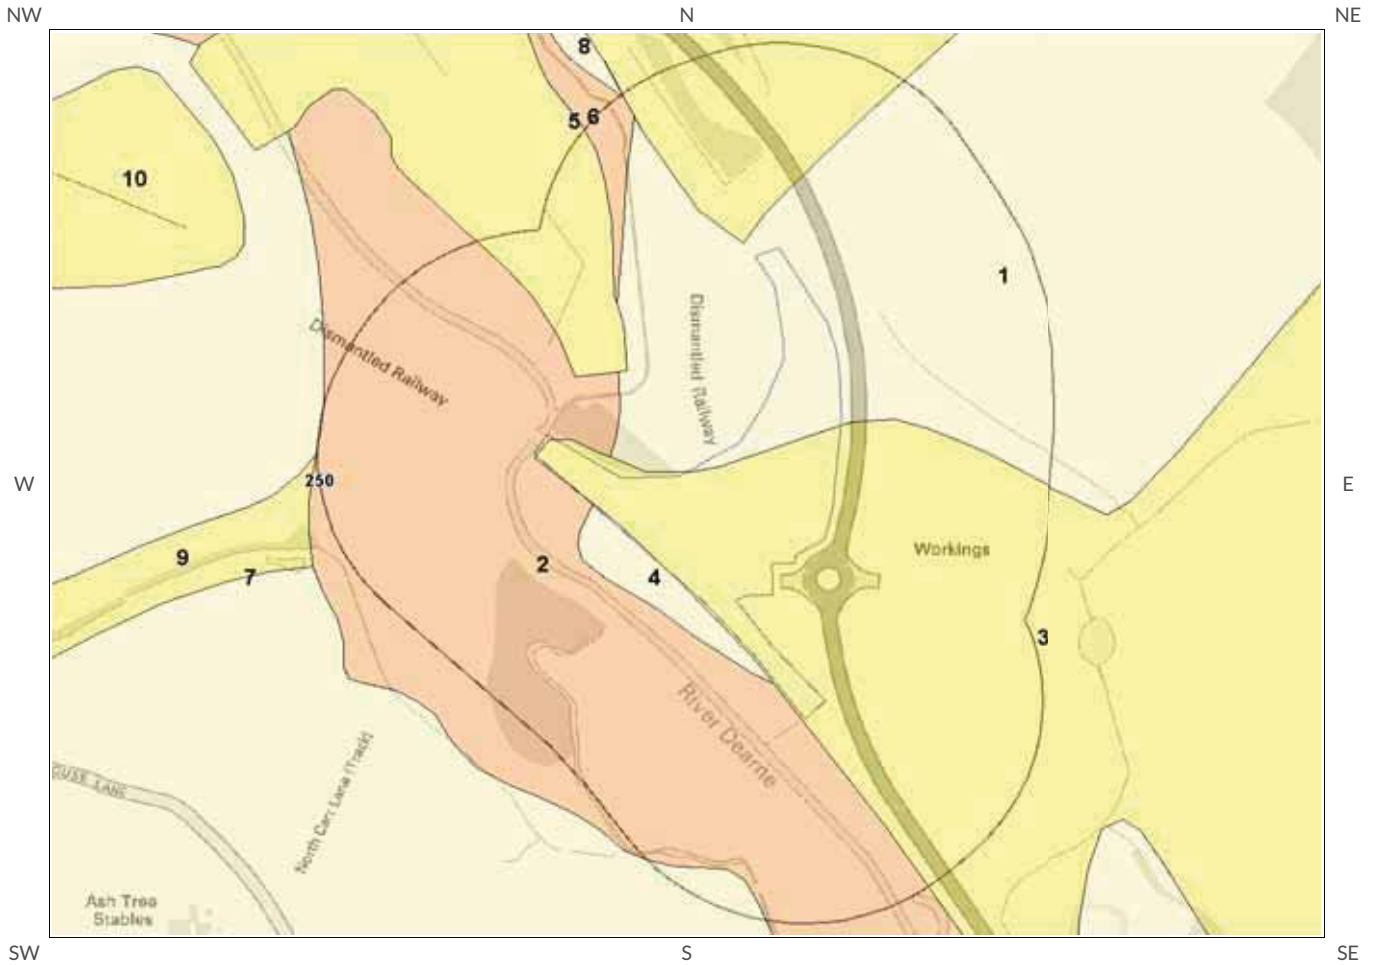 NW
N
NE
8
5
6
10
1
Dismantled Railway
Dismantled Railway
W
250
E
9
7
2
4
Workings
3
River Dearne
North Carr Lane (Track)
LANE
Ash Tree
Stables
SW
S
SE